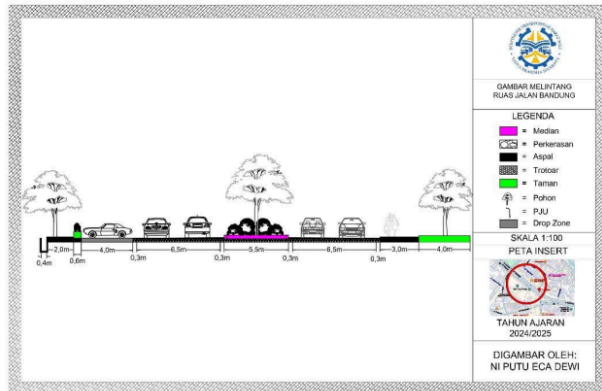 GAMBAR MELINTANG
RUAS JALAN BANDUNG
LEGENDA
= Median
= Perkerasan
= Aspal
= Trotoar
= Taman
= Pohon
= PJU
= Drop Zone
SKALA 1:100
PETA INSERT
TAHUN AJARAN
2024/2025
DIGAMBAR OLEH:
NI PUTU ECA DEWI
2,0m 4,0m 6,5m 5,5m 6,5m 3,0m 4,0m
0,4m 0,6m 0,3m 0,3m 0,3m 0,3m